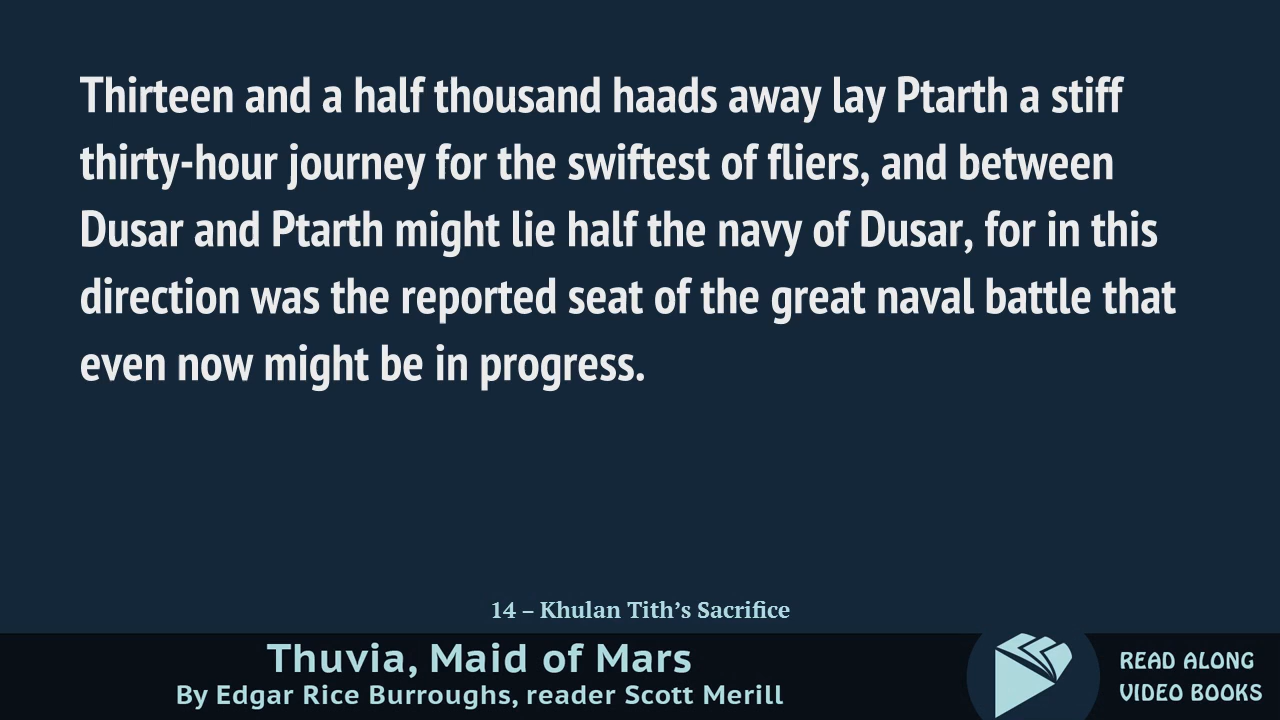 Thirteen and a half thousand haads away lay Ptarth a stiff
thirty-hour journey for the swiftest of fliers, and between
Dusar and Ptarth might lie half the navy of Dusar, for in this
direction was the reported seat of the great naval battle that
even now might be in progress.
14 – Khulan Tith’s Sacrifice
Thuvia, Maid of Mars
By Edgar Rice Burroughs, reader Scott Merill
READ ALONG
VIDEO BOOKS